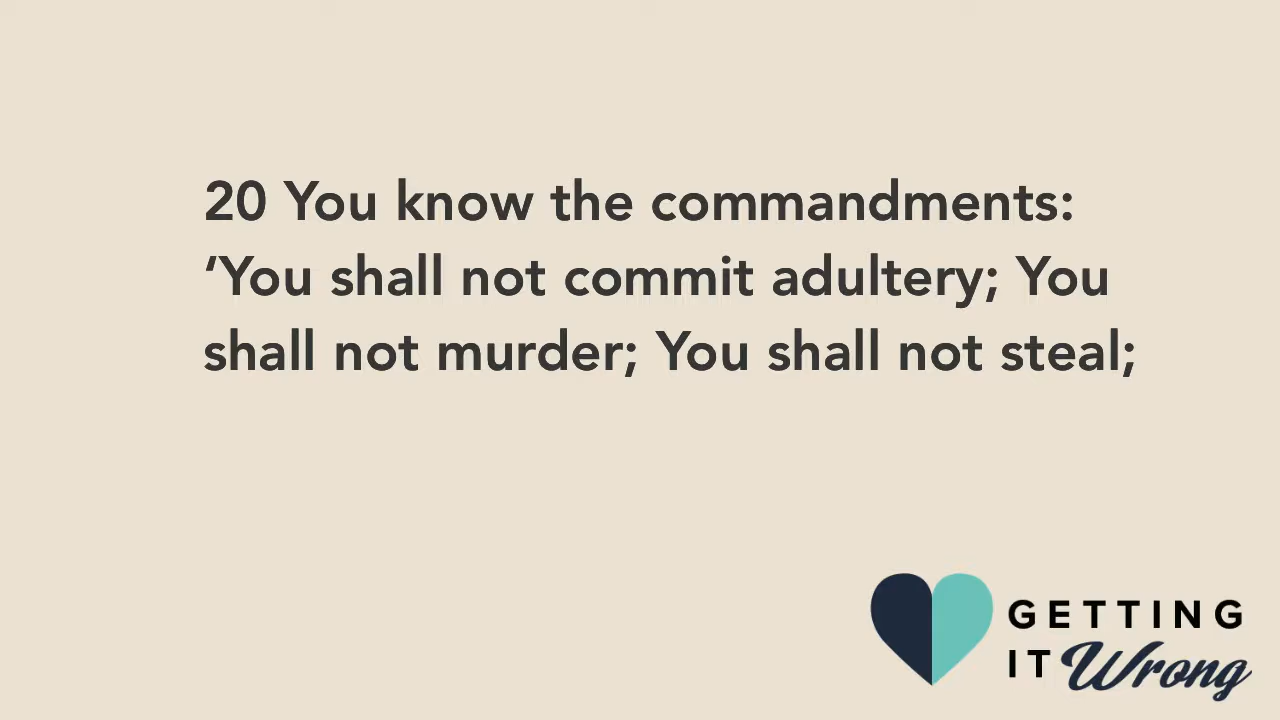 20 You know the commandments:
‘You shall not commit adultery; You
shall not murder; You shall not steal;
GETTING
IT Wrong